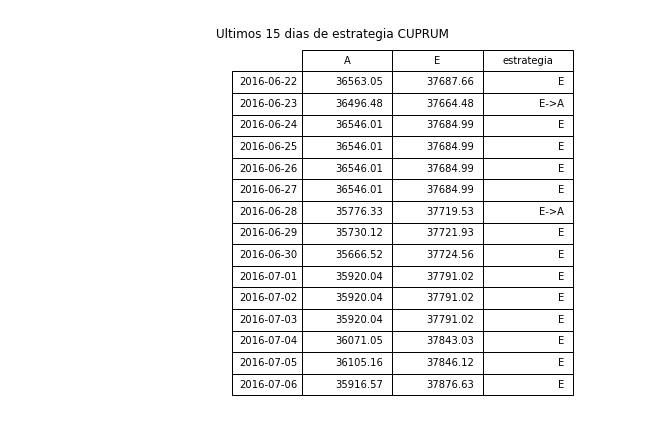 Ultimos 15 dias de estrategia CUPRUM
A E estrategia
2016-06-22 36563.05 37687.66 E
2016-06-23 36496.48 37664.48 E->A
2016-06-24 36546.01 37684.99 E
2016-06-25 36546.01 37684.99 E
2016-06-26 36546.01 37684.99 E
2016-06-27 36546.01 37684.99 E
2016-06-28 35776.33 37719.53 E->A
2016-06-29 35730.12 37721.93 E
2016-06-30 35666.52 37724.56 E
2016-07-01 35920.04 37791.02 E
2016-07-02 35920.04 37791.02 E
2016-07-03 35920.04 37791.02 E
2016-07-04 36071.05 37843.03 E
2016-07-05 36105.16 37846.12 E
2016-07-06 35916.57 37876.63 E